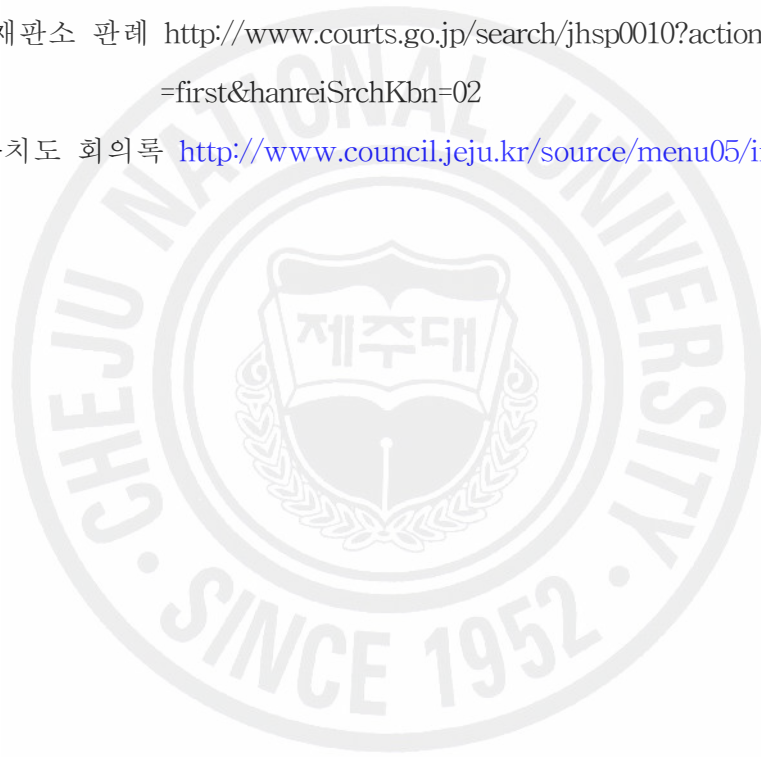 재판소 판례 http://www.courts.go.jp/search/jhsp0010?action
=first&hanreiSrchKbn=02
치도 회의록 http://www.council.jeju.kr/source/menu05/i
CHEJU NATIONAL UNIVERSITY
제주대
SINCE 1952